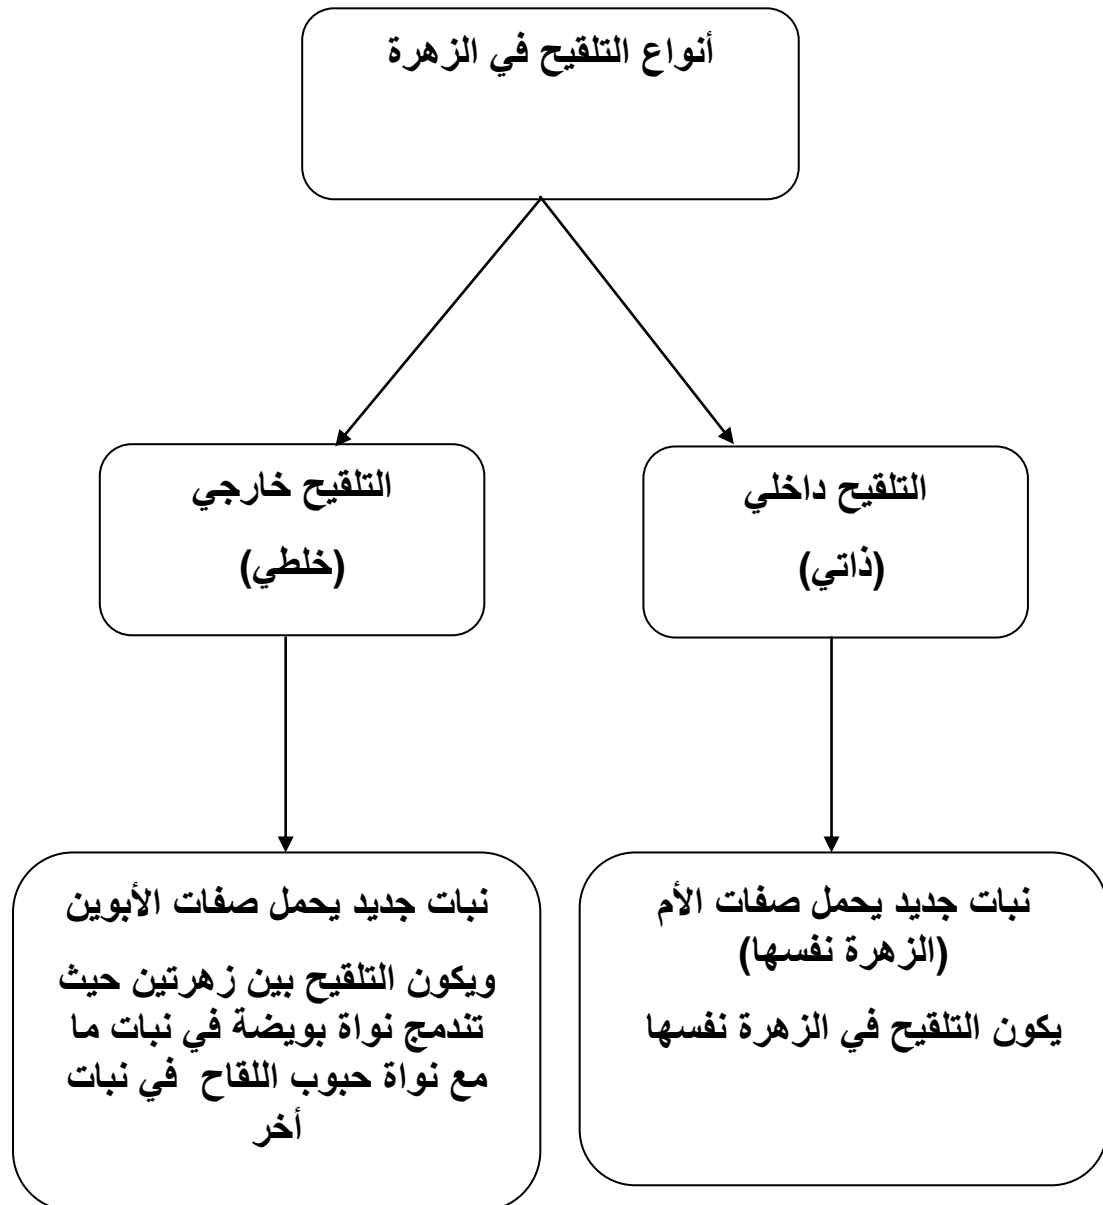 أنواع التلقيح في الزهرة
التلقيح داخلي
(ذاتي)
التلقيح خارجي
(خلطي)
نبات جديد يحمل صفات الأم
(الزهرة نفسها)
يكون التلقيح في الزهرة نفسها
نبات جديد يحمل صفات الأبوين
ويكون التلقيح بين زهرتين حيث
تندمج نواة بويضة في نبات ما
مع نواة حبوب اللقاح في نبات
أخر